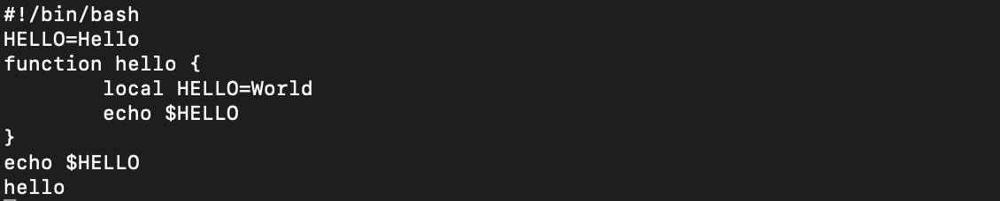 #!/bin/bash
HELLO=Hello
function hello {
        local HELLO=World
        echo $HELLO
}
echo $HELLO
hello